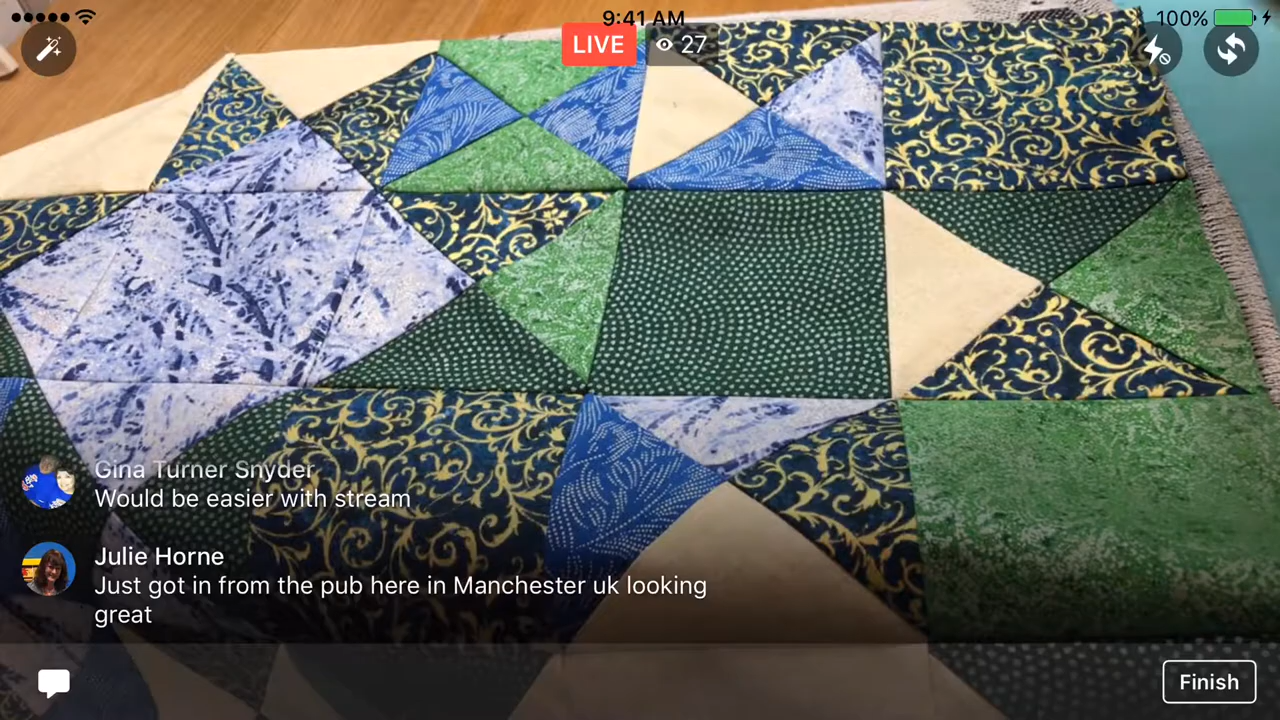 9:41 AM
100%
LIVE
27
Gina Turner Snyder
Would be easier with stream
Julie Horne
Just got in from the pub here in Manchester uk looking
great
Finish